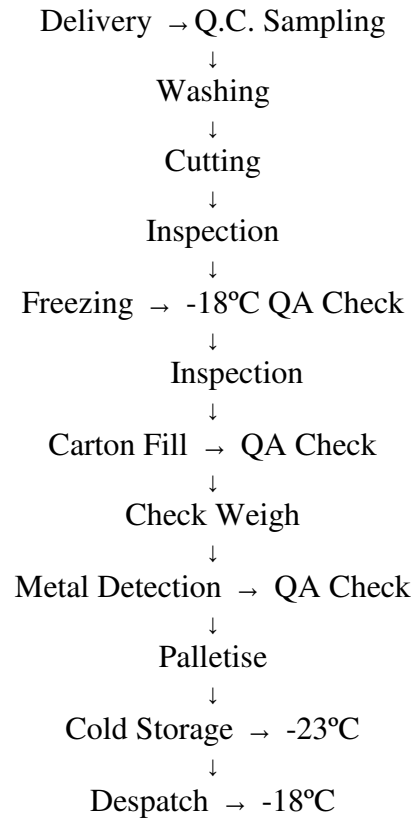 Delivery → Q.C. Sampling
↓
Washing
↓
Cutting
↓
Inspection
↓
Freezing → -18ºC QA Check
↓
Inspection
↓
Carton Fill → QA Check
↓
Check Weigh
↓
Metal Detection → QA Check
↓
Palletise
↓
Cold Storage → -23ºC
↓
Despatch → -18ºC